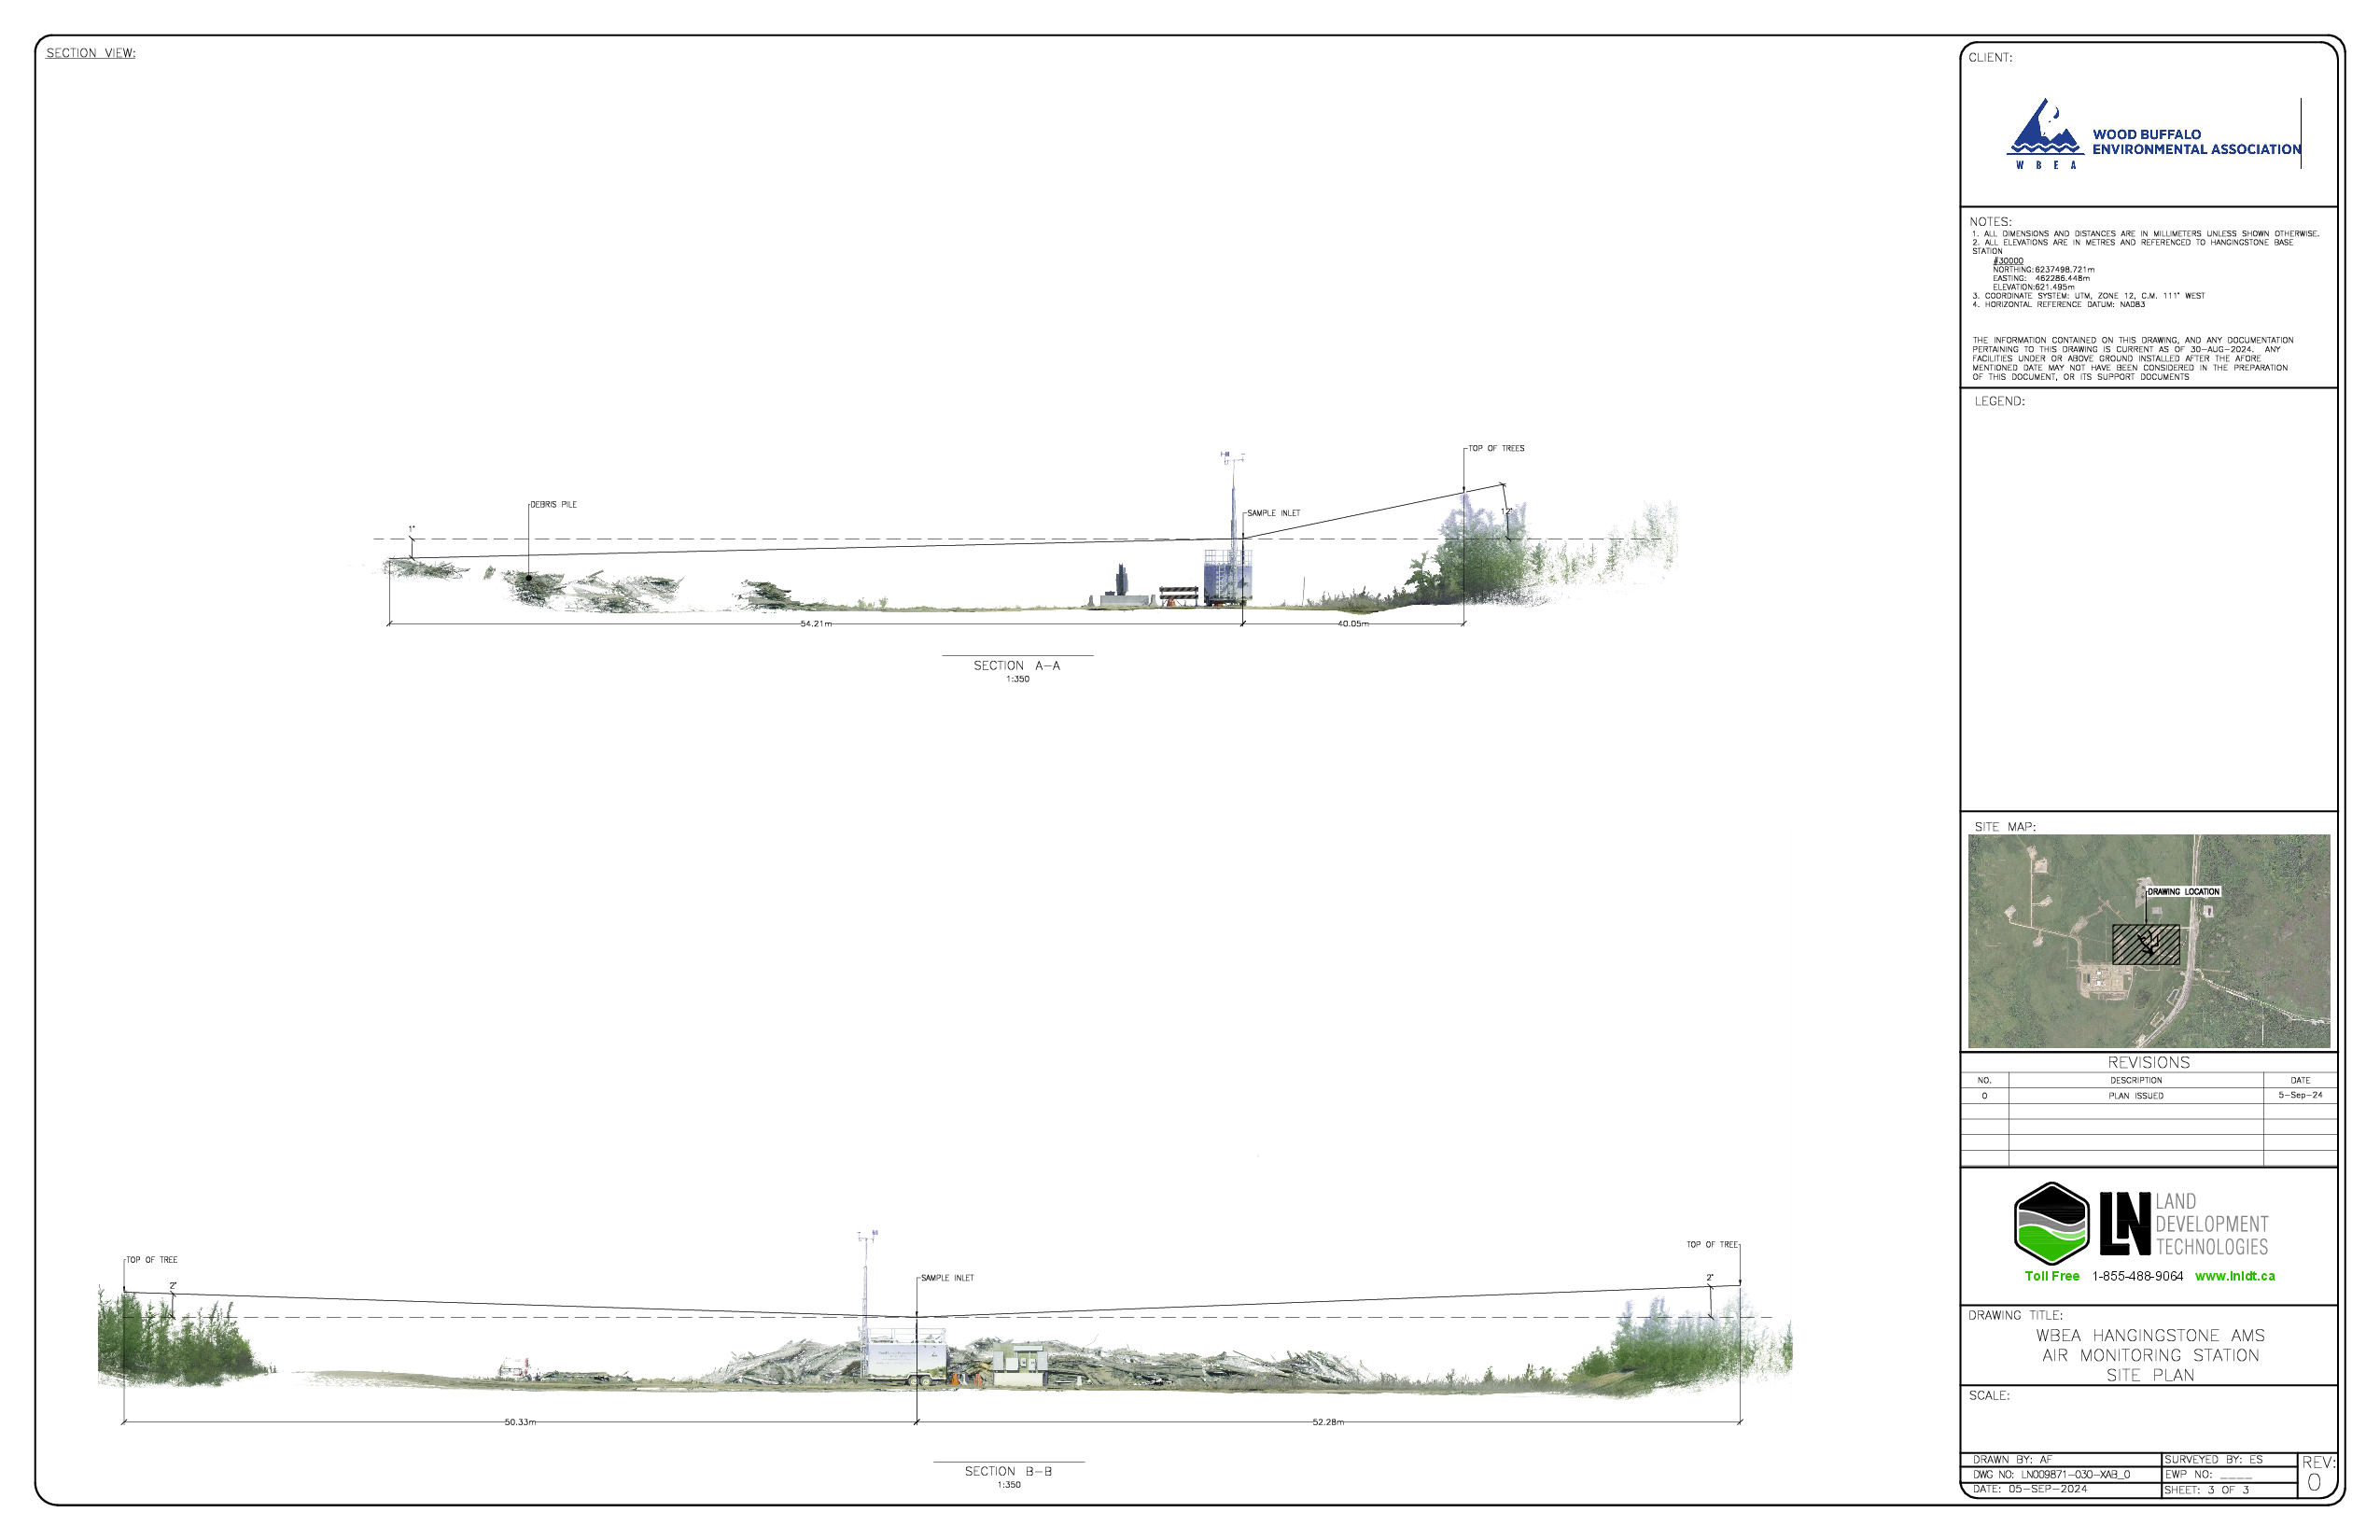 SECTION VIEW:
TOP OF TREES
DEBRIS PILE
SAMPLE INLET
1°
12°
54.21m
40.05m
SECTION A-A
1:350
TOP OF TREE
2°
SAMPLE INLET
TOP OF TREE
2°
50.33m
52.28m
SECTION B-B
1:350
CLIENT:
WOOD BUFFALO
ENVIRONMENTAL ASSOCIATION
W B E A
NOTES:
1. ALL DIMENSIONS AND DISTANCES ARE IN MILLIMETERS UNLESS SHOWN OTHERWISE.
2. ALL ELEVATIONS ARE IN METRES AND REFERENCED TO HANGINGSTONE BASE
STATION
#30000
NORTHING:6237498.721m
EASTING: 462286.448m
ELEVATION:621.495m
3. COORDINATE SYSTEM: UTM, ZONE 12, C.M. 111° WEST
4. HORIZONTAL REFERENCE DATUM: NAD83
THE INFORMATION CONTAINED ON THIS DRAWING, AND ANY DOCUMENTATION
PERTAINING TO THIS DRAWING IS CURRENT AS OF 30-AUG-2024. ANY
FACILITIES UNDER OR ABOVE GROUND INSTALLED AFTER THE AFORE
MENTIONED DATE MAY NOT HAVE BEEN CONSIDERED IN THE PREPARATION
OF THIS DOCUMENT, OR ITS SUPPORT DOCUMENTS
LEGEND:
SITE MAP:
DRAWING LOCATION
REVISIONS
NO. DESCRIPTION DATE
0 PLAN ISSUED 5-Sep-24
LN LAND
DEVELOPMENT
TECHNOLOGIES
Toll Free 1-855-488-9064 www.lnldt.ca
DRAWING TITLE:
WBEA HANGINGSTONE AMS
AIR MONITORING STATION
SITE PLAN
SCALE:
DRAWN BY: AF SURVEYED BY: ES REV:
DWG NO: LN009871-030-XAB_0 EWP NO: ____ 0
DATE: 05-SEP-2024 SHEET: 3 OF 3